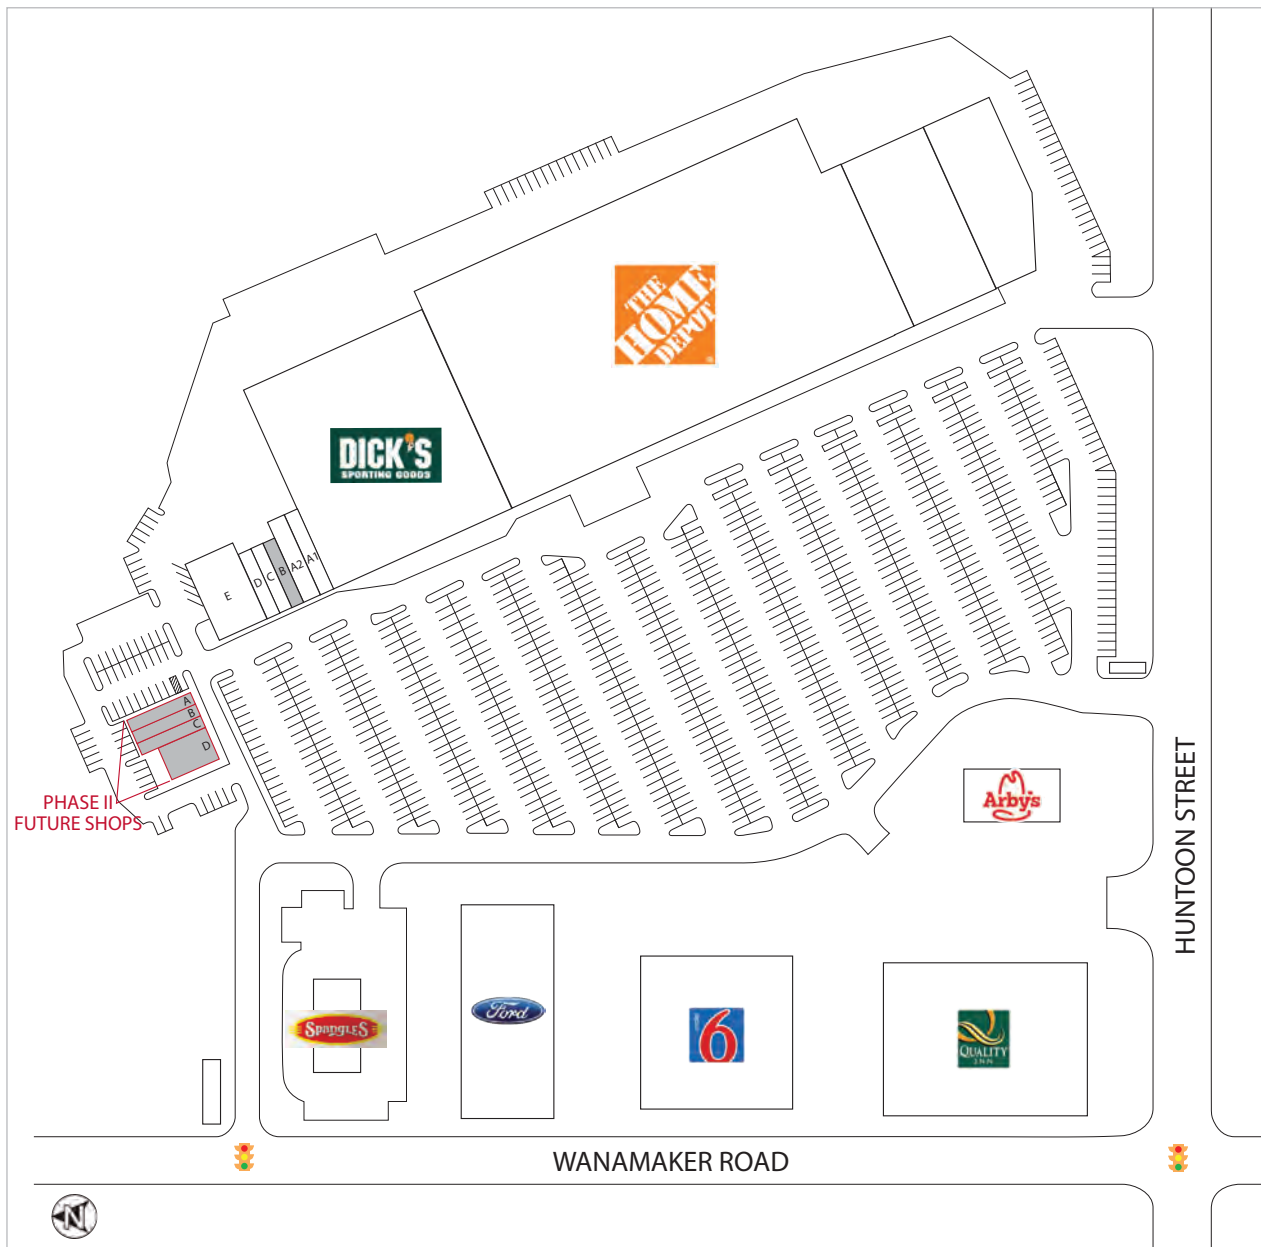 THE
HOME
DEPOT
DICK'S
SPORTING GOODS
E
D
C
B
A2
A1
A
B
C
D
PHASE II
FUTURE SHOPS
Arby's
HUNTOON STREET
SPANGLES
Ford
6
QUALITY
INN
WANAMAKER ROAD
N